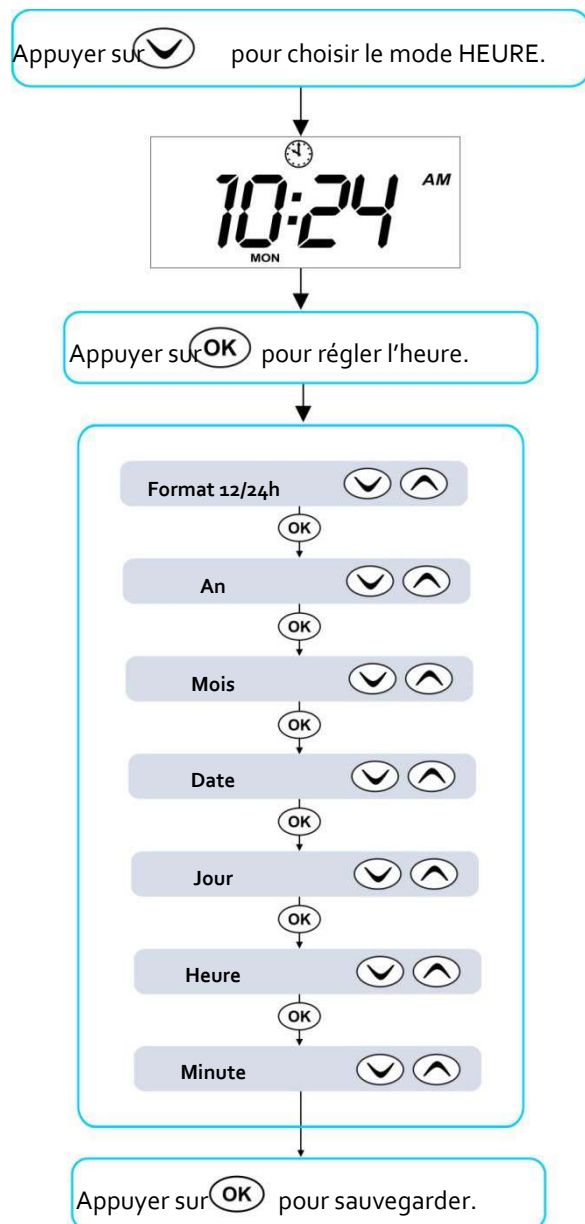 Appuyer sur pour choisir le mode HEURE.
10:24 AM
MON
Appuyer sur OK pour régler l'heure.
Format 12/24h
OK
An
OK
Mois
OK
Date
OK
Jour
OK
Heure
OK
Minute
Appuyer sur OK pour sauvegarder.